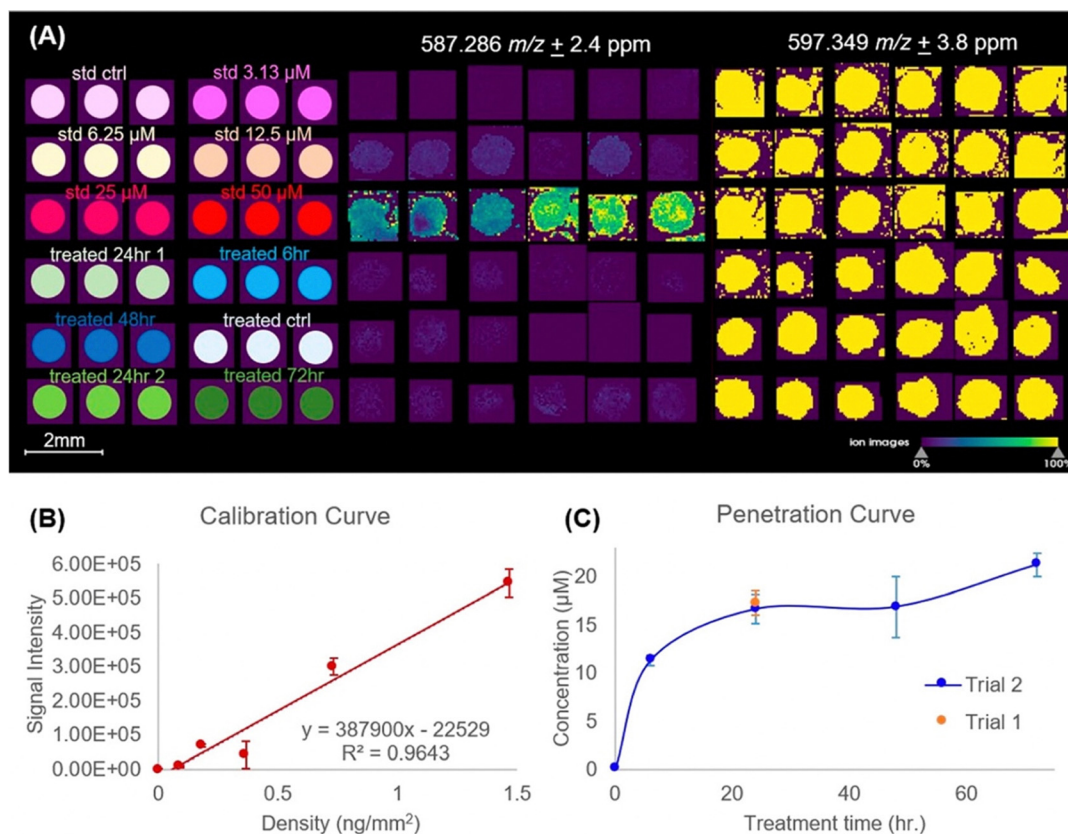 (A)
587.286 m/z ± 2.4 ppm
597.349 m/z ± 3.8 ppm
std ctrl
std 3.13 µM
std 6.25 µM
std 12.5 µM
std 25 µM
std 50 µM
treated 24hr 1
treated 6hr
treated 48hr
treated ctrl
treated 24hr 2
treated 72hr
2mm
ion images
0%
100%
(B)
Calibration Curve
Signal Intensity
6.00E+05
5.00E+05
4.00E+05
3.00E+05
2.00E+05
1.00E+05
0.00E+00
y = 387900x - 22529
R² = 0.9643
0
0.5
1
1.5
Density (ng/mm²)
(C)
Penetration Curve
Concentration (µM)
20
15
10
5
0
Trial 2
Trial 1
0
20
40
60
Treatment time (hr.)